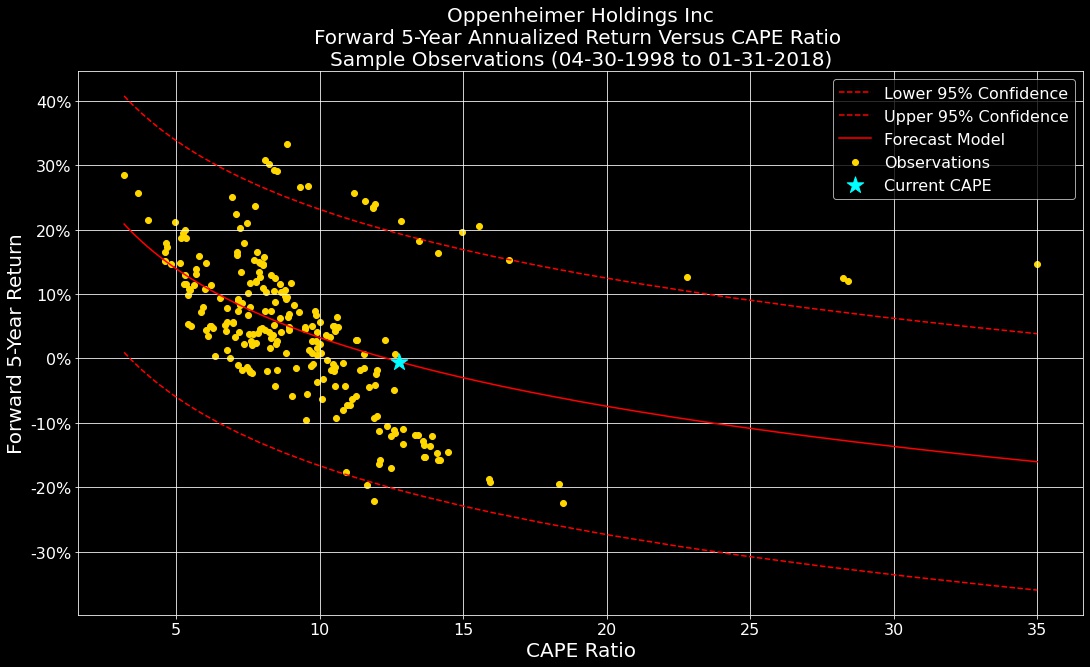 Oppenheimer Holdings Inc
Forward 5-Year Annualized Return Versus CAPE Ratio
Sample Observations (04-30-1998 to 01-31-2018)
Lower 95% Confidence
Upper 95% Confidence
Forecast Model
Observations
Current CAPE
Forward 5-Year Return
40%
30%
20%
10%
0%
-10%
-20%
-30%
5 10 15 20 25 30 35
CAPE Ratio